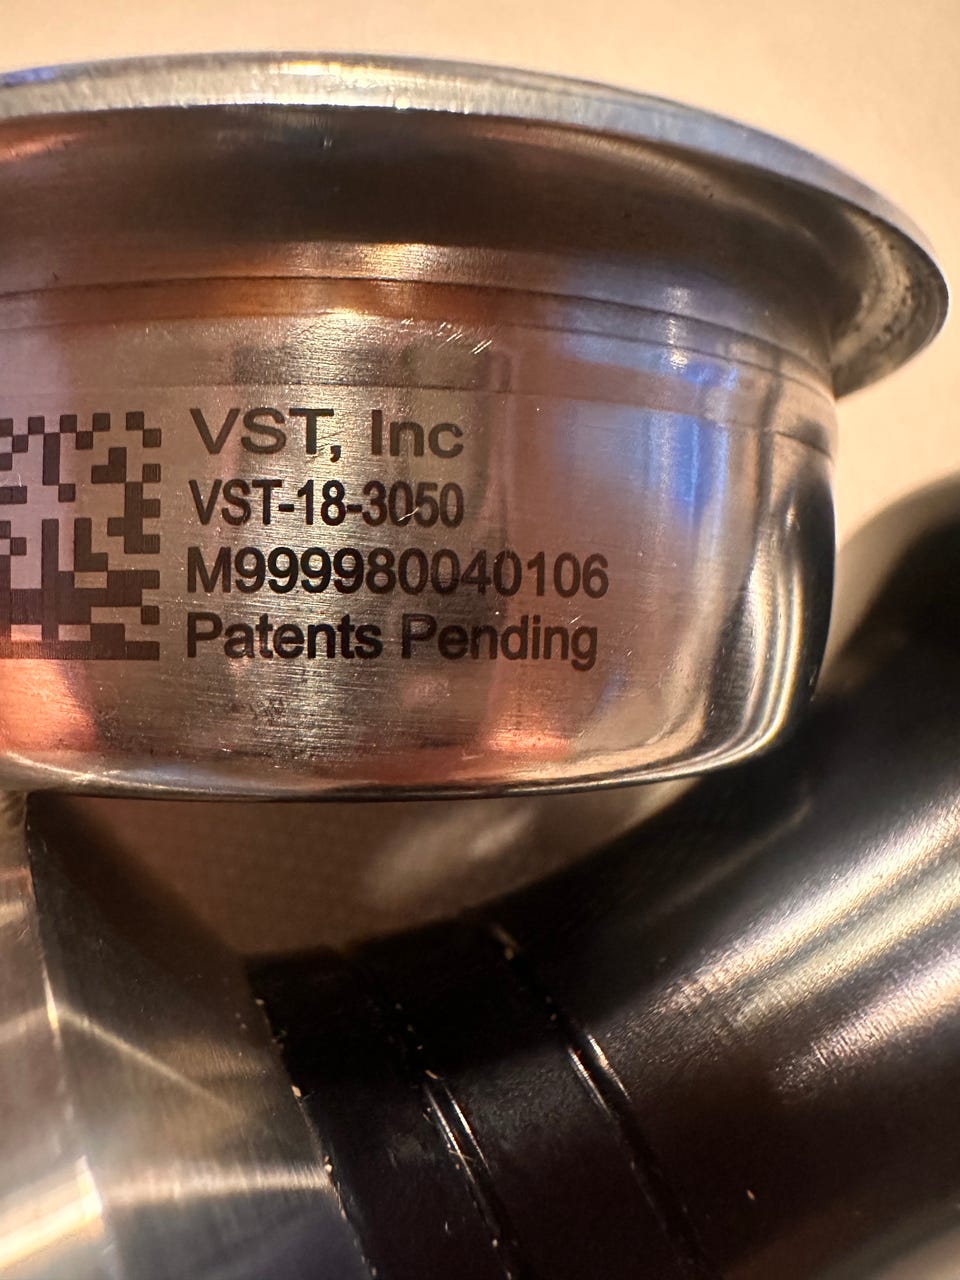 VST, Inc
VST-18-3050
M999980040106
Patents Pending